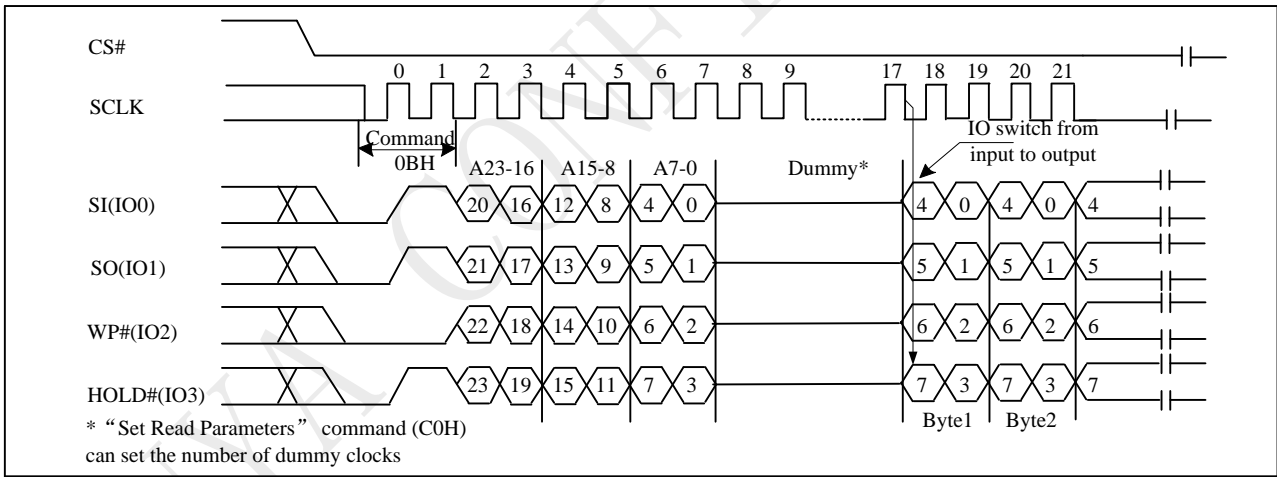 CS#
0 1 2 3 4 5 6 7 8 9 17 18 19 20 21
SCLK
Command
0BH
IO switch from
input to output
A23-16 A15-8 A7-0 Dummy*
SI(IO0) 20 16 12 8 4 0 4 0 4 0 4
SO(IO1) 21 17 13 9 5 1 5 1 5 1 5
WP#(IO2) 22 18 14 10 6 2 6 2 6 2 6
HOLD#(IO3) 23 19 15 11 7 3 7 3 7 3 7
Byte1 Byte2
* “Set Read Parameters” command (C0H)
can set the number of dummy clocks